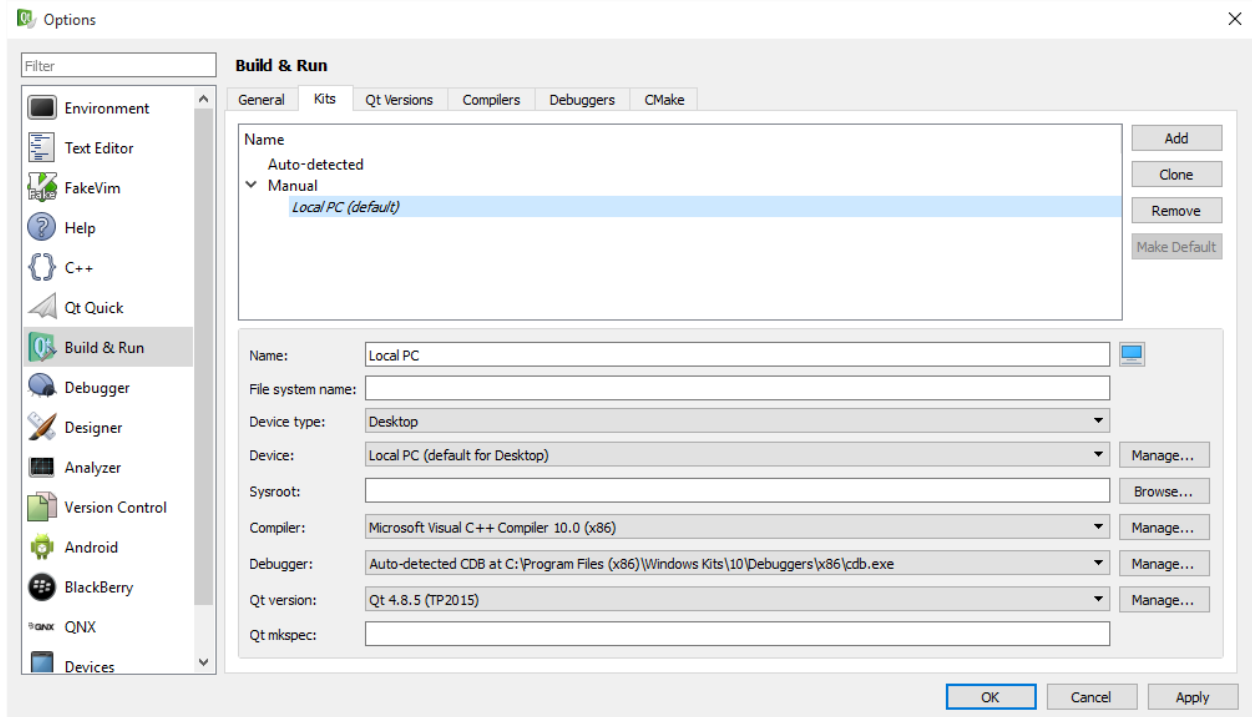 Options
Filter
Environment
Text Editor
FakeVim
Help
C++
Qt Quick
Build & Run
Debugger
Designer
Analyzer
Version Control
Android
BlackBerry
QNX QNX
Devices
Build & Run
General Kits Qt Versions Compilers Debuggers CMake
Name
Auto-detected
Manual
Local PC (default)
Add
Clone
Remove
Make Default
Name: Local PC
File system name:
Device type: Desktop
Device: Local PC (default for Desktop) Manage...
Sysroot: Browse...
Compiler: Microsoft Visual C++ Compiler 10.0 (x86) Manage...
Debugger: Auto-detected CDB at C:\Program Files (x86)\Windows Kits\10\Debuggers\x86\cdb.exe Manage...
Qt version: Qt 4.8.5 (TP2015) Manage...
Qt mkspec:
OK Cancel Apply